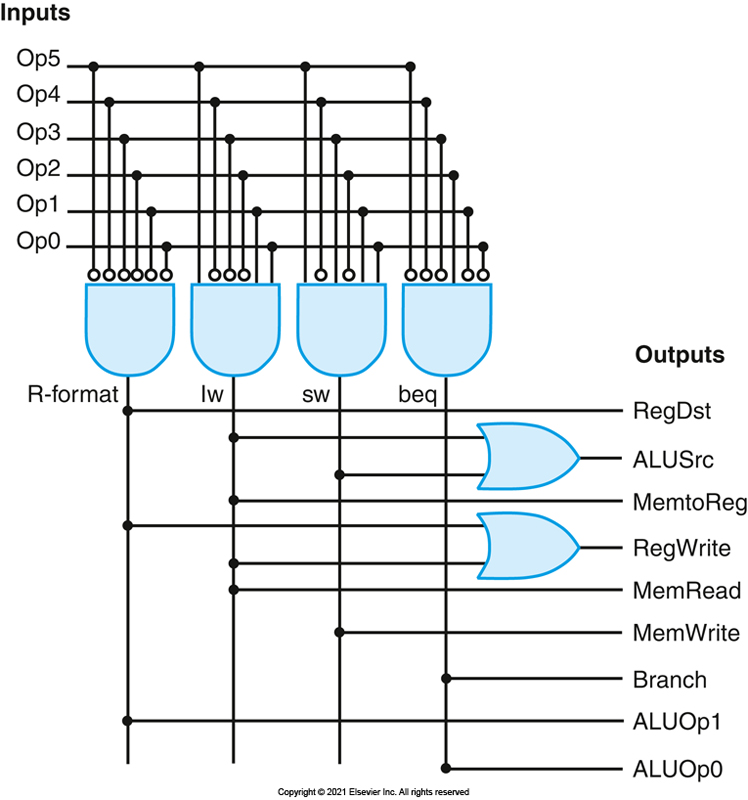 Inputs
Op5
Op4
Op3
Op2
Op1
Op0
Outputs
R-format lw sw beq
RegDst
ALUSrc
MemtoReg
RegWrite
MemRead
MemWrite
Branch
ALUOp1
ALUOp0
Copyright © 2021 Elsevier Inc. All rights reserved